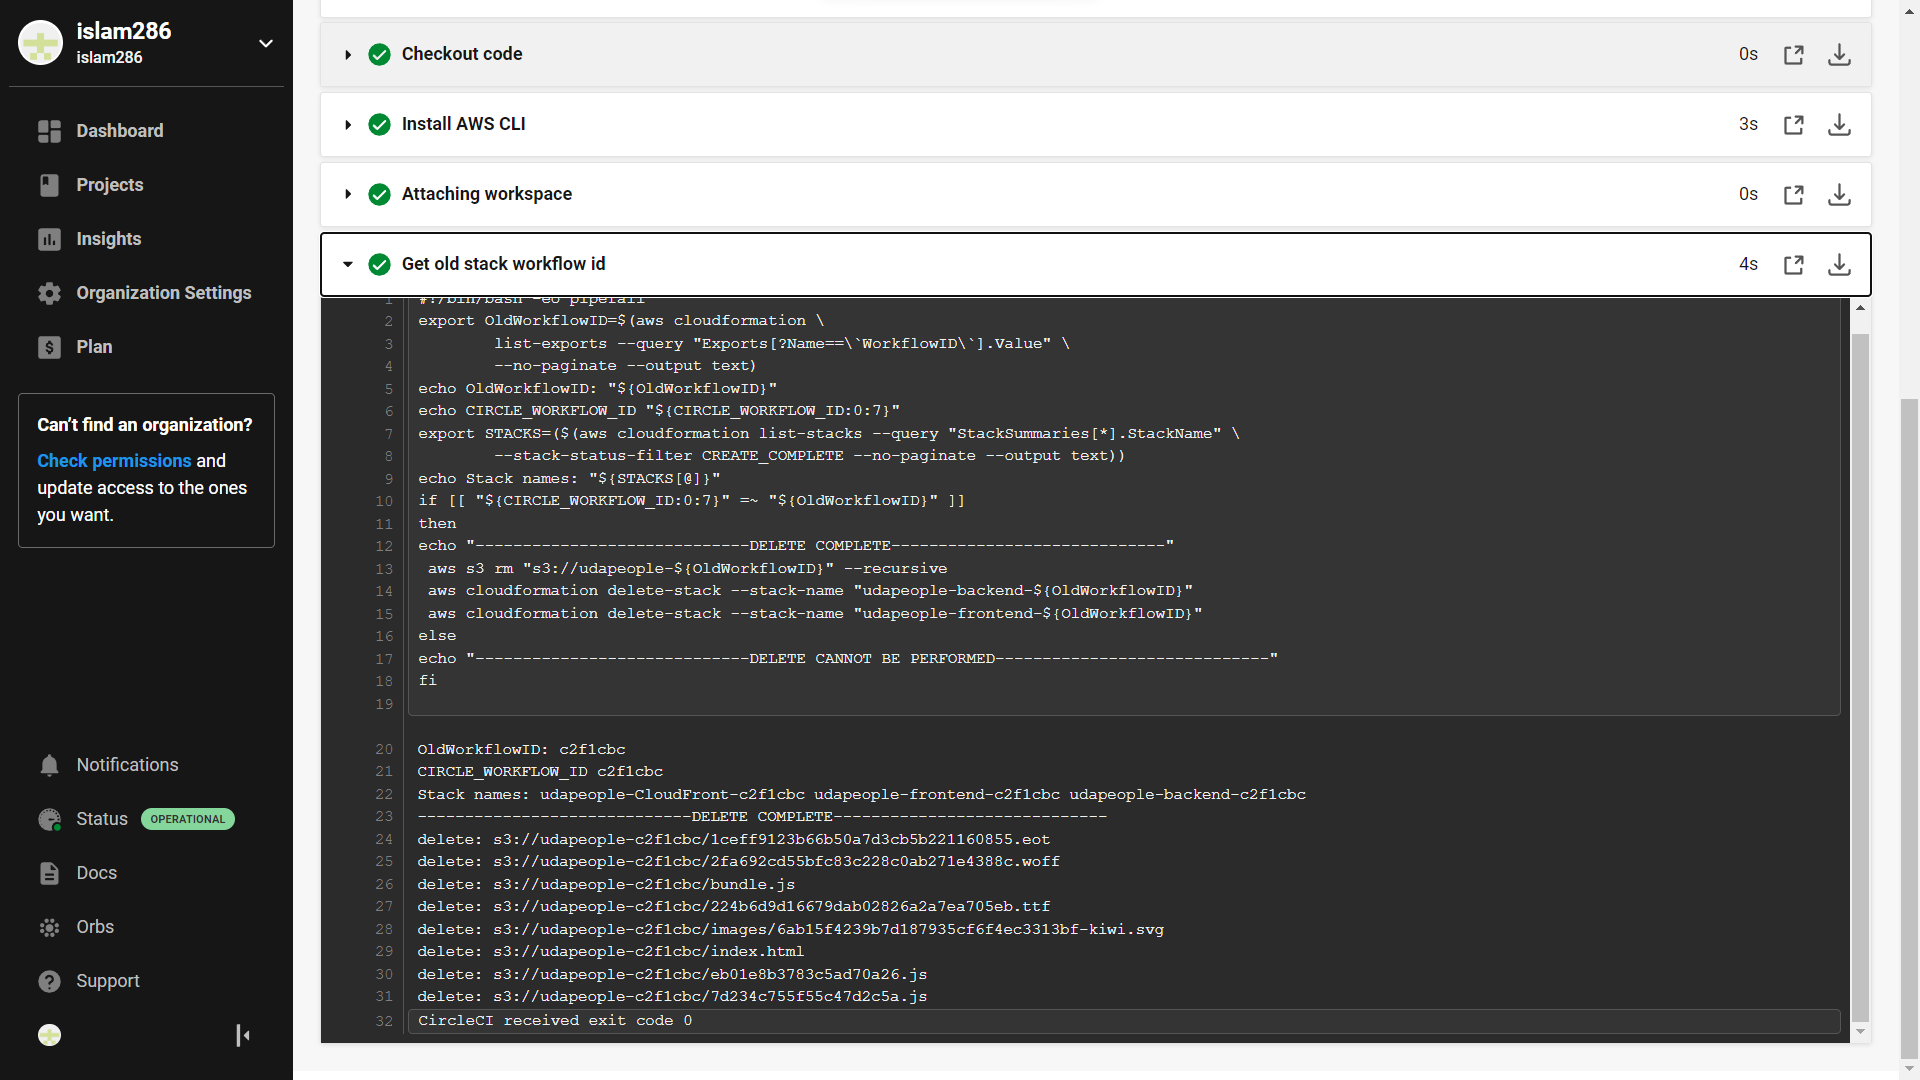 islam286
islam286
Dashboard
Projects
Insights
Organization Settings
Plan
Can't find an organization?
Check permissions and
update access to the ones
you want.
Notifications
Status OPERATIONAL
Docs
Orbs
Support
Checkout code 0s
Install AWS CLI 3s
Attaching workspace 0s
Get old stack workflow id 4s
1 #!/bin/bash -eo pipefail
2 export OldWorkflowID=$(aws cloudformation \
3 list-exports --query "Exports[?Name==\`WorkflowID\`].Value" \
4 --no-paginate --output text)
5 echo OldWorkflowID: "${OldWorkflowID}"
6 echo CIRCLE_WORKFLOW_ID "${CIRCLE_WORKFLOW_ID:0:7}"
7 export STACKS=($(aws cloudformation list-stacks --query "StackSummaries[*].StackName" \
8 --stack-status-filter CREATE_COMPLETE --no-paginate --output text))
9 echo Stack names: "${STACKS[@]}"
10 if [[ "${CIRCLE_WORKFLOW_ID:0:7}" =~ "${OldWorkflowID}" ]]
11 then
12 echo "-----------------------------DELETE COMPLETE-----------------------------"
13 aws s3 rm "s3://udapeople-${OldWorkflowID}" --recursive
14 aws cloudformation delete-stack --stack-name "udapeople-backend-${OldWorkflowID}"
15 aws cloudformation delete-stack --stack-name "udapeople-frontend-${OldWorkflowID}"
16 else
17 echo "-----------------------------DELETE CANNOT BE PERFORMED-----------------------------"
18 fi
19
20 OldWorkflowID: c2f1cbc
21 CIRCLE_WORKFLOW_ID c2f1cbc
22 Stack names: udapeople-CloudFront-c2f1cbc udapeople-frontend-c2f1cbc udapeople-backend-c2f1cbc
23 -----------------------------DELETE COMPLETE-----------------------------
24 delete: s3://udapeople-c2f1cbc/1ceff9123b66b50a7d3cb5b221160855.eot
25 delete: s3://udapeople-c2f1cbc/2fa692cd55bfc83c228c0ab271e4388c.woff
26 delete: s3://udapeople-c2f1cbc/bundle.js
27 delete: s3://udapeople-c2f1cbc/224b6d9d16679dab02826a2a7ea705eb.ttf
28 delete: s3://udapeople-c2f1cbc/images/6ab15f4239b7d187935cf6f4ec3313bf-kiwi.svg
29 delete: s3://udapeople-c2f1cbc/index.html
30 delete: s3://udapeople-c2f1cbc/eb01e8b3783c5ad70a26.js
31 delete: s3://udapeople-c2f1cbc/7d234c755f55c47d2c5a.js
32 CircleCI received exit code 0